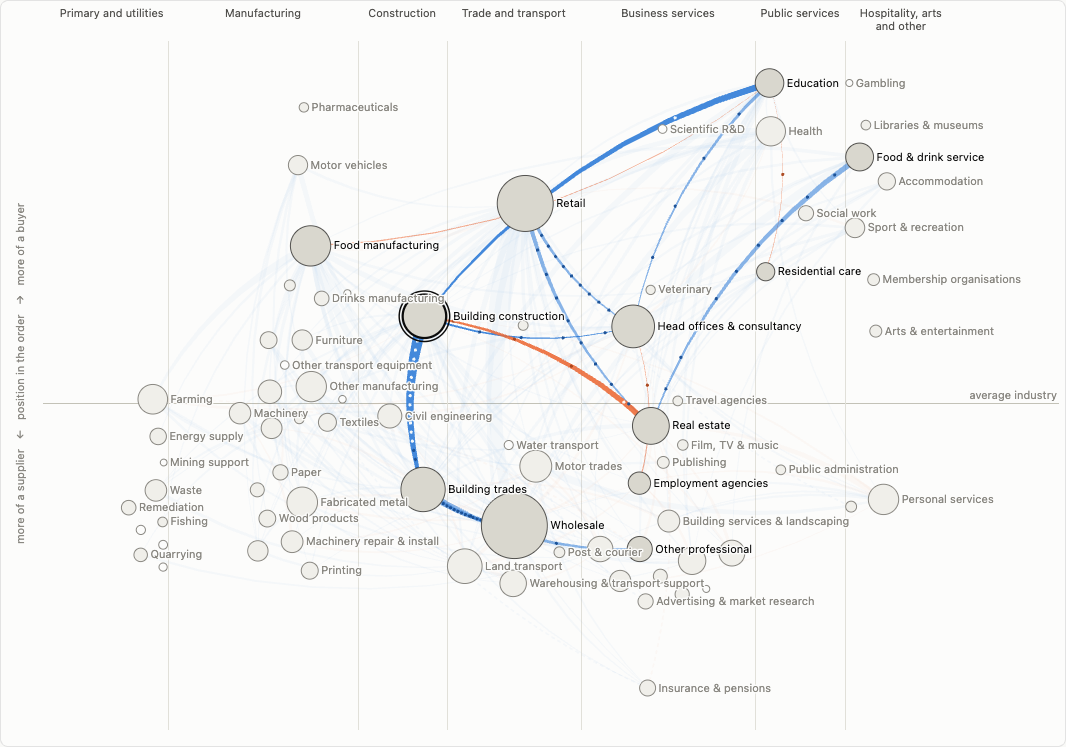 Primary and utilities
Manufacturing
Construction
Trade and transport
Business services
Public services
Hospitality, arts
and other
more of a supplier ← position in the order → more of a buyer
Education
Gambling
Pharmaceuticals
Scientific R&D
Health
Libraries & museums
Motor vehicles
Food & drink service
Accommodation
Retail
Social work
Sport & recreation
Food manufacturing
Residential care
Membership organisations
Veterinary
Drinks manufacturing
Building construction
Head offices & consultancy
Arts & entertainment
Furniture
Other transport equipment
Other manufacturing
average industry
Farming
Travel agencies
Machinery
Textiles
Civil engineering
Real estate
Energy supply
Water transport
Film, TV & music
Mining support
Motor trades
Publishing
Public administration
Paper
Employment agencies
Waste
Building trades
Personal services
Remediation
Fabricated metal
Fishing
Wood products
Wholesale
Building services & landscaping
Quarrying
Machinery repair & install
Post & courier
Other professional
Printing
Land transport
Warehousing & transport support
Advertising & market research
Insurance & pensions